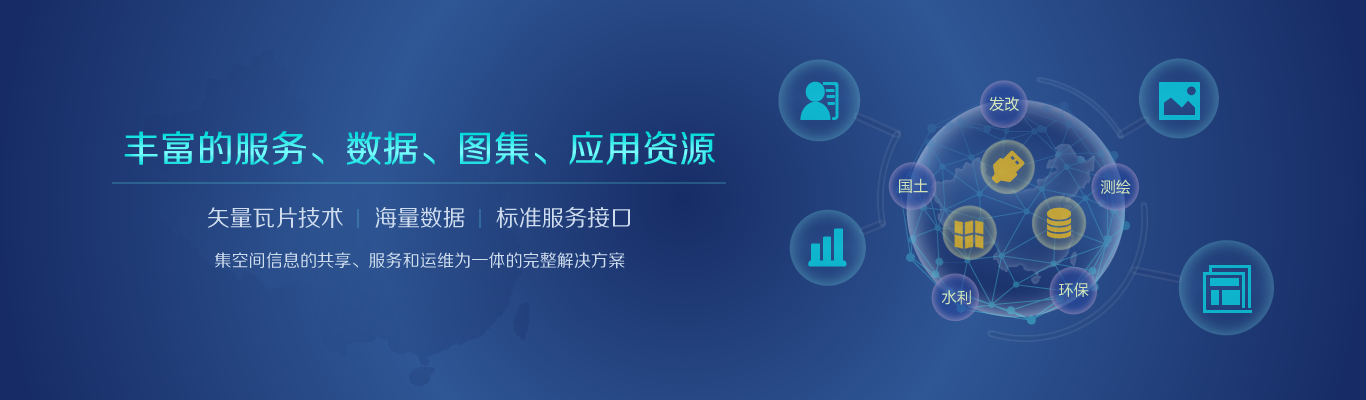 丰富的服务、数据、图集、应用资源
矢量瓦片技术 | 海量数据 | 标准服务接口
集空间信息的共享、服务和运维为一体的完整解决方案
发改
国土
测绘
水利
环保